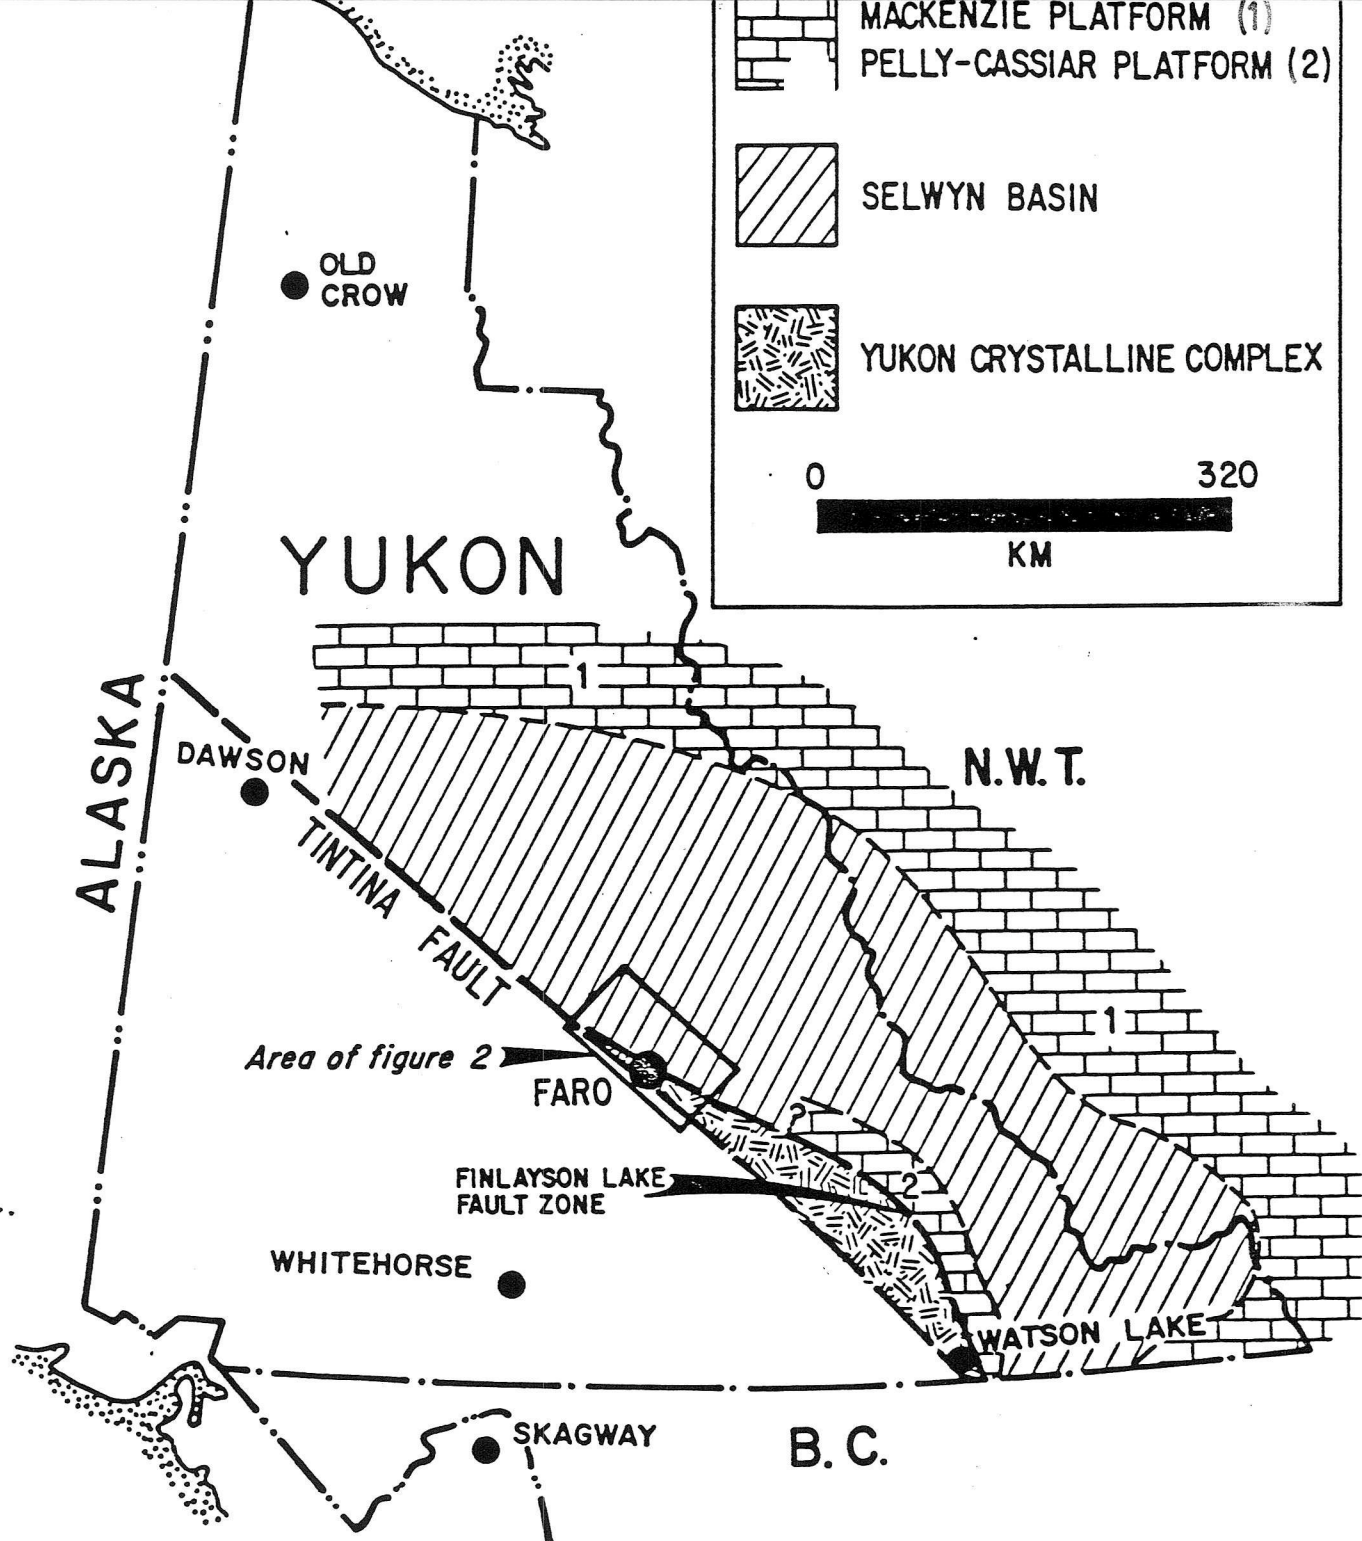 MACKENZIE PLATFORM (1)
PELLY-CASSIAR PLATFORM (2)
SELWYN BASIN
YUKON CRYSTALLINE COMPLEX
0 320
KM
OLD
CROW
YUKON
1
ALASKA
DAWSON
N.W.T.
TINTINA FAULT
1
Area of figure 2
FARO
?
2
FINLAYSON LAKE
FAULT ZONE
WHITEHORSE
WATSON LAKE
SKAGWAY
B.C.